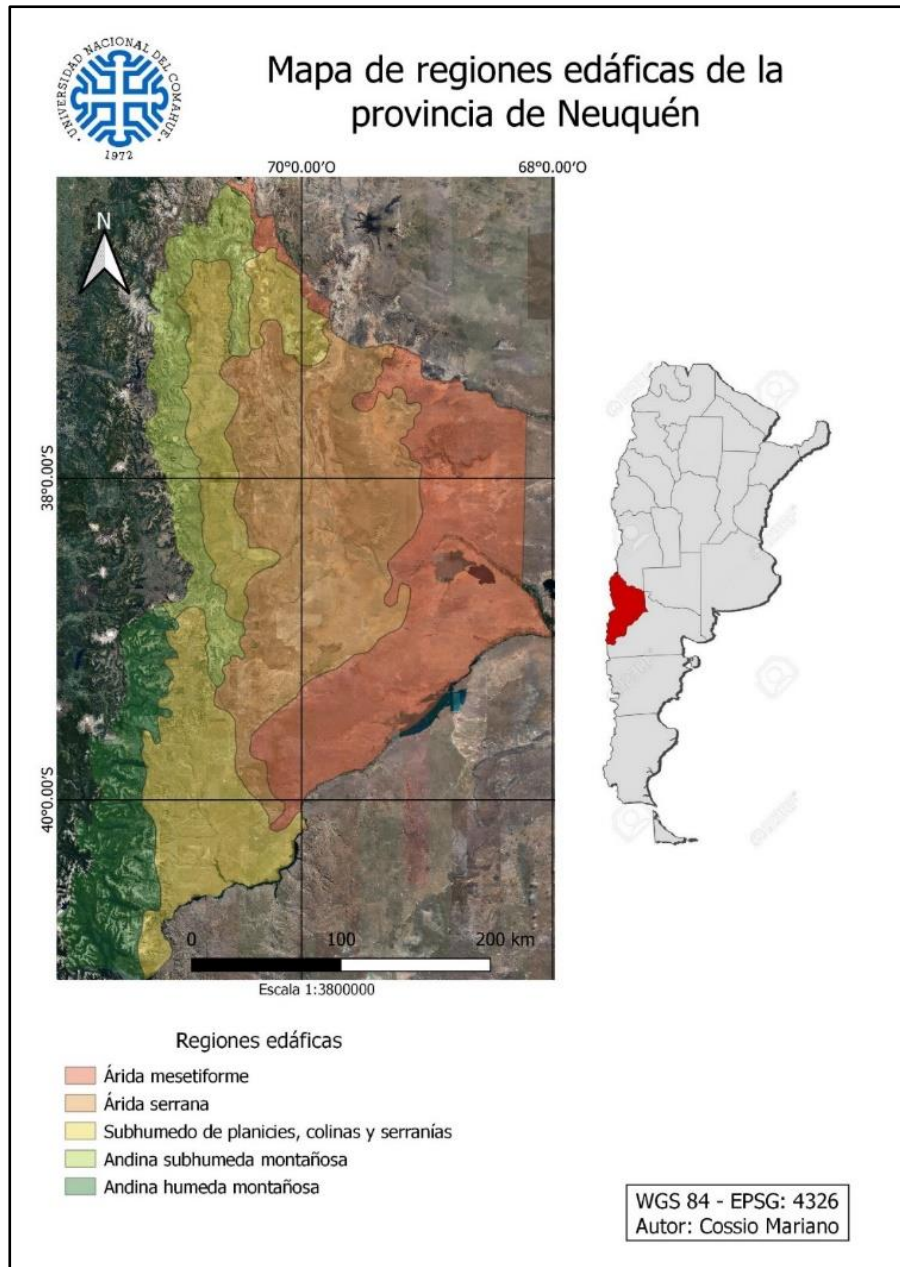 UNIVERSIDAD NACIONAL DEL COMAHUE
1972
Mapa de regiones edáficas de la
provincia de Neuquén
70°0.00'O
68°0.00'O
N
38°0.00'S
40°0.00'S
0
100
200 km
Escala 1:3800000
Regiones edáficas
Árida mesetiforme
Árida serrana
Subhumedo de planicies, colinas y serranías
Andina subhumeda montañosa
Andina humeda montañosa
WGS 84 - EPSG: 4326
Autor: Cossio Mariano